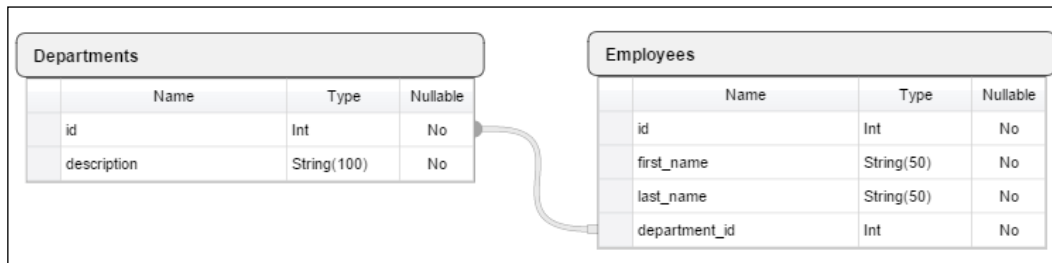 Departments
Name Type Nullable
id Int No
description String(100) No
Employees
Name Type Nullable
id Int No
first_name String(50) No
last_name String(50) No
department_id Int No